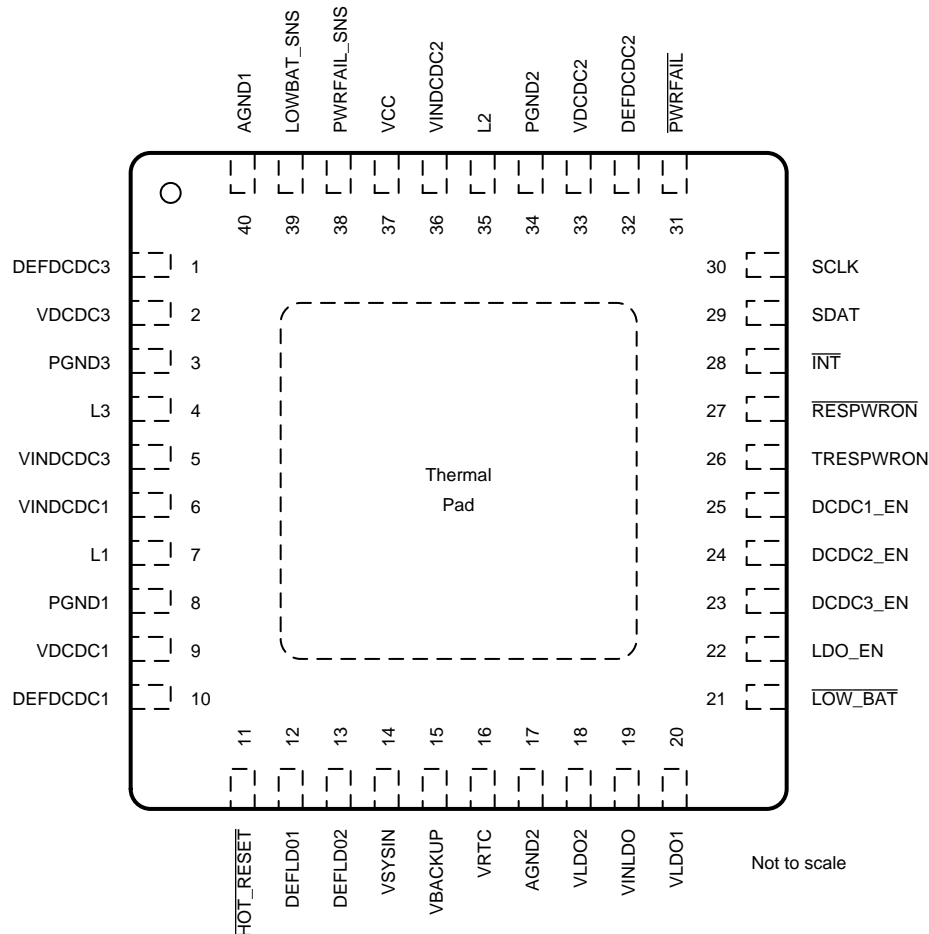 AGND1
LOWBAT_SNS
PWRFAIL_SNS
VCC
VINDCDC2
L2
PGND2
VDCDC2
DEFDCDC2
PWRFAIL
40
39
38
37
36
35
34
33
32
31
DEFDCDC3 1
VDCDC3 2
PGND3 3
L3 4
VINDCDC3 5
VINDCDC1 6
L1 7
PGND1 8
VDCDC1 9
DEFDCDC1 10
Thermal
Pad
30 SCLK
29 SDAT
28 INT
27 RESPWRON
26 TRESPWRON
25 DCDC1_EN
24 DCDC2_EN
23 DCDC3_EN
22 LDO_EN
21 LOW_BAT
11
12
13
14
15
16
17
18
19
20
HOT_RESET
DEFLD01
DEFLD02
VSYSIN
VBACKUP
VRTC
AGND2
VLDO2
VINLDO
VLDO1
Not to scale